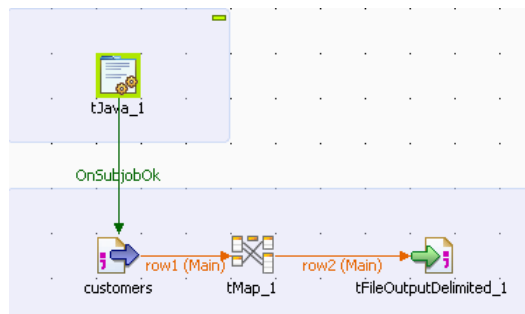 tJava_1
OnSubjobOk
row1 (Main)
row2 (Main)
customers
tMap_1
tFileOutputDelimited_1